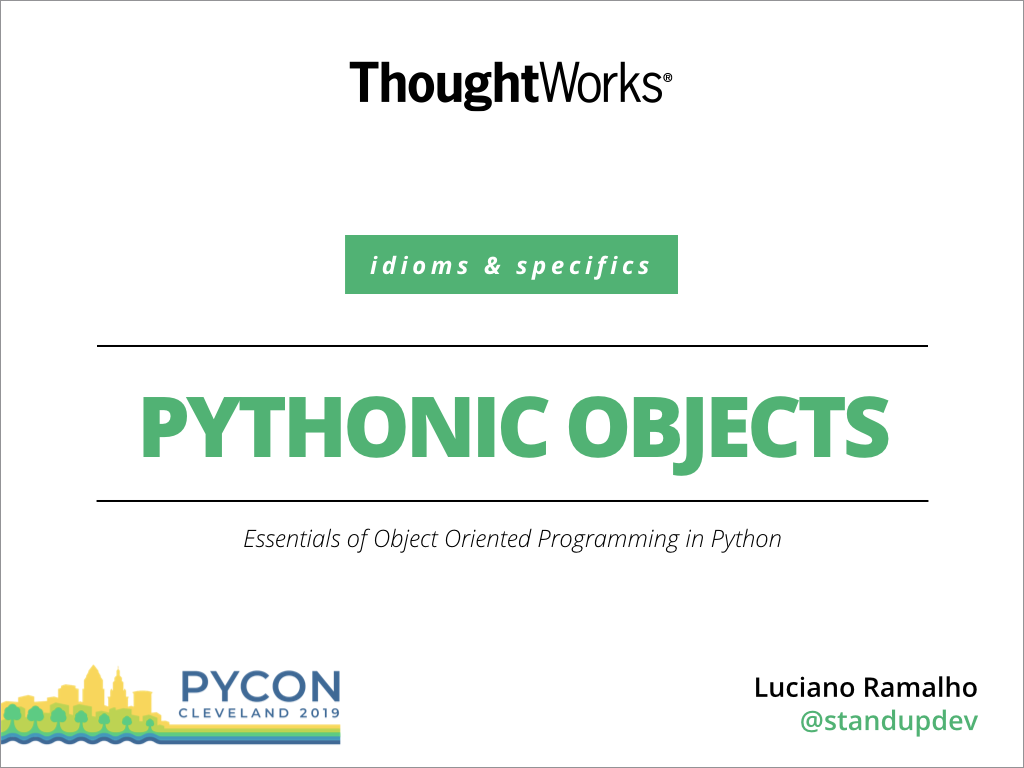 ThoughtWorks®
idioms & specifics
PYTHONIC OBJECTS
Essentials of Object Oriented Programming in Python
PYCON
CLEVELAND 2019
Luciano Ramalho
@standupdev